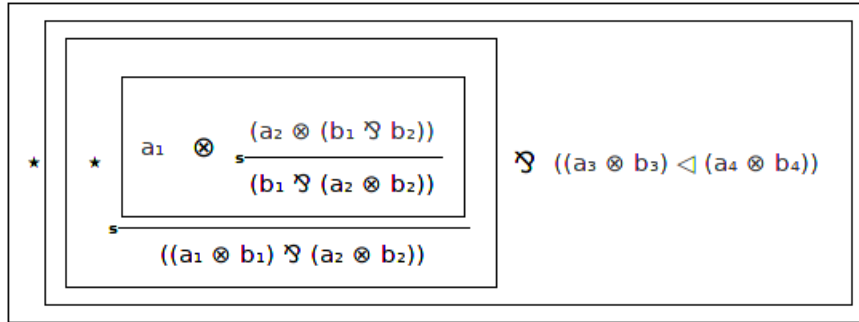 (a₂ ⊗ (b₁ ⅋ b₂))
a₁ ⊗ s
(b₁ ⅋ (a₂ ⊗ b₂))
⋆ ⋆ ⅋ ((a₃ ⊗ b₃) ◁ (a₄ ⊗ b₄))
s
((a₁ ⊗ b₁) ⅋ (a₂ ⊗ b₂))